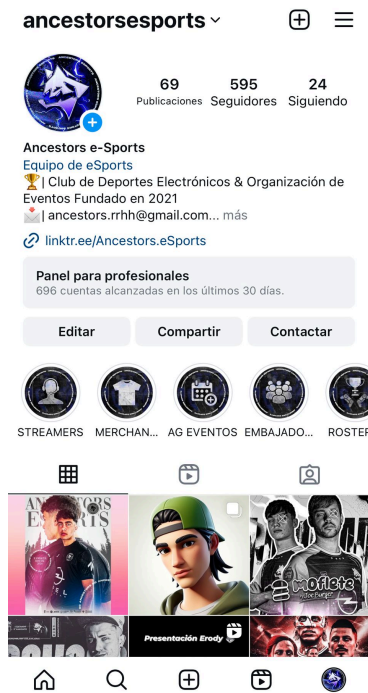 ancestorsesports
69 595 24
Publicaciones Seguidores Siguiendo
Ancestors e-Sports
Equipo de eSports
🏆| Club de Deportes Electrónicos & Organización de
Eventos Fundado en 2021
📩| ancestors.rrhh@gmail.com... más
linktr.ee/Ancestors.eSports
Panel para profesionales
696 cuentas alcanzadas en los últimos 30 días.
Editar Compartir Contactar
STREAMERS MERCHAN... AG EVENTOS EMBAJADO... ROSTER
ANCESTORS
moflete
Presentación Erody